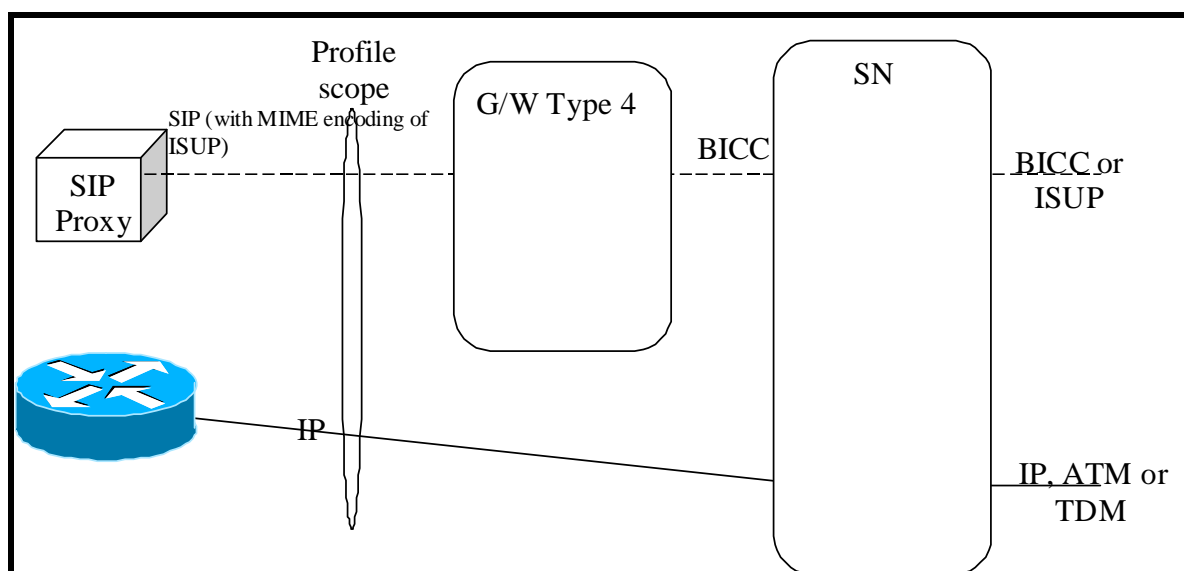 Profile
scope
SIP (with MIME encoding of
ISUP)
SIP
Proxy
G/W Type 4
BICC
SN
BICC or
ISUP
IP
IP, ATM or
TDM